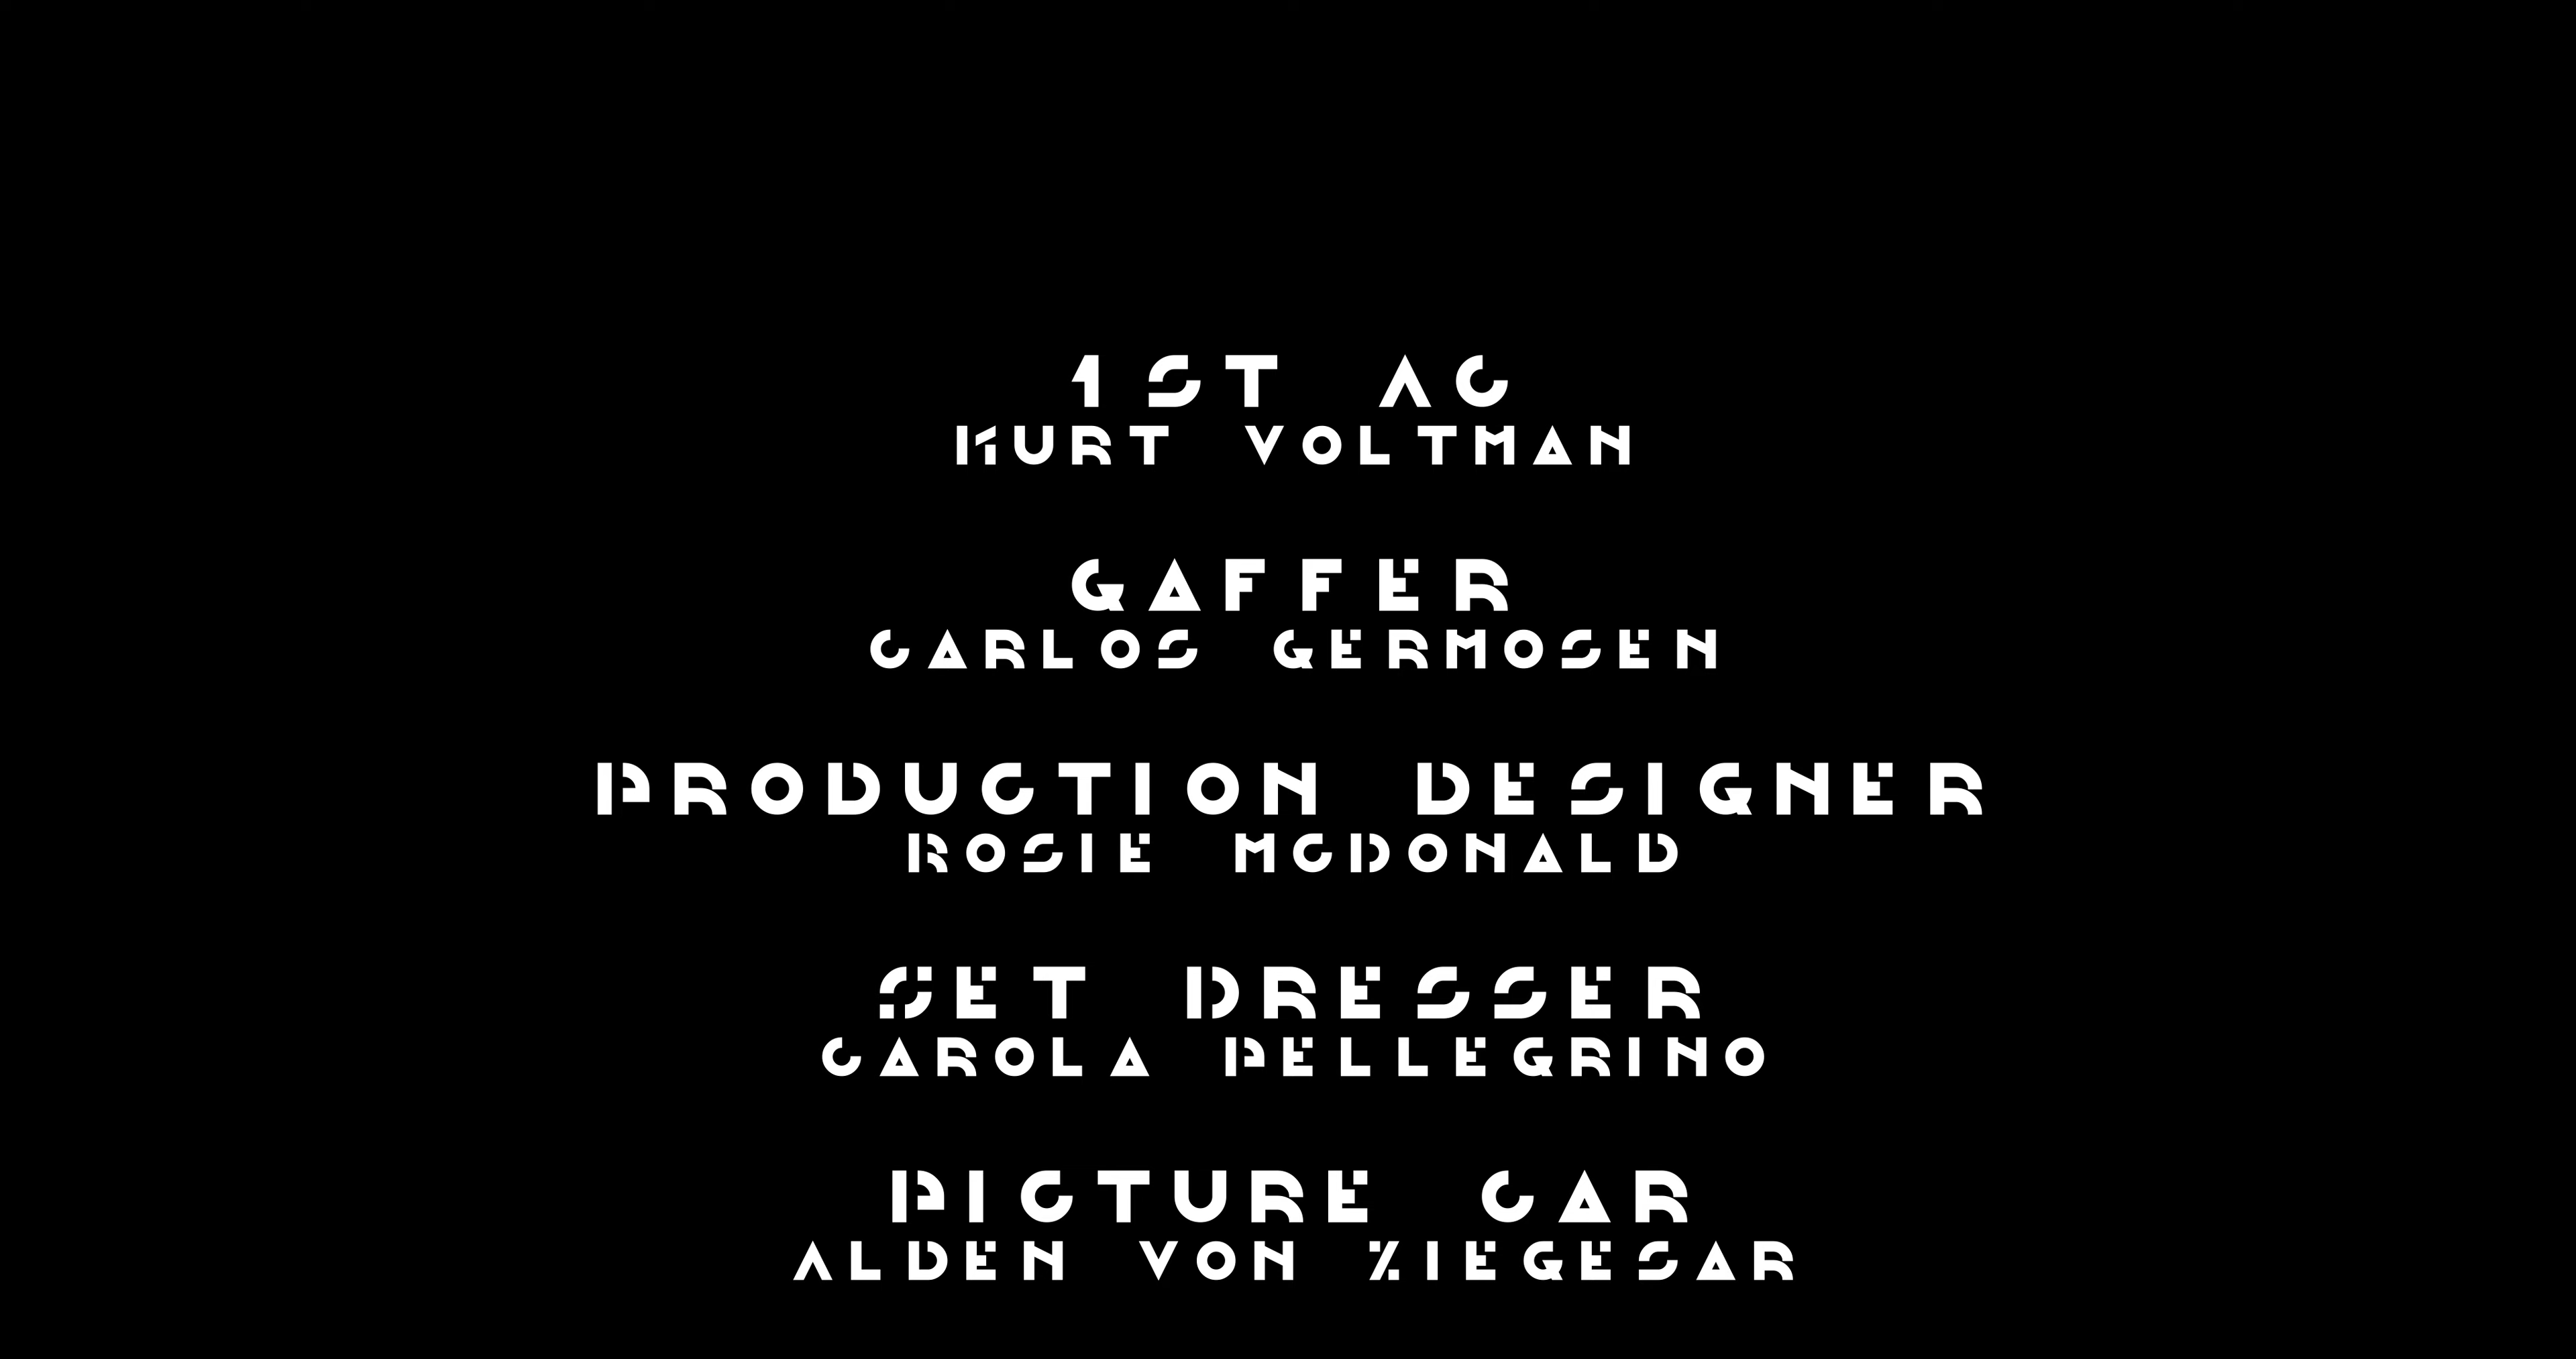 1ST AC
KURT VOLTMAN
GAFFER
CARLOS GERMOSEN
PRODUCTION DESIGNER
ROSIE MCDONALD
SET DRESSER
CAROLA PELLEGRINO
PICTURE CAR
ALDEN VON ZIEGESAR